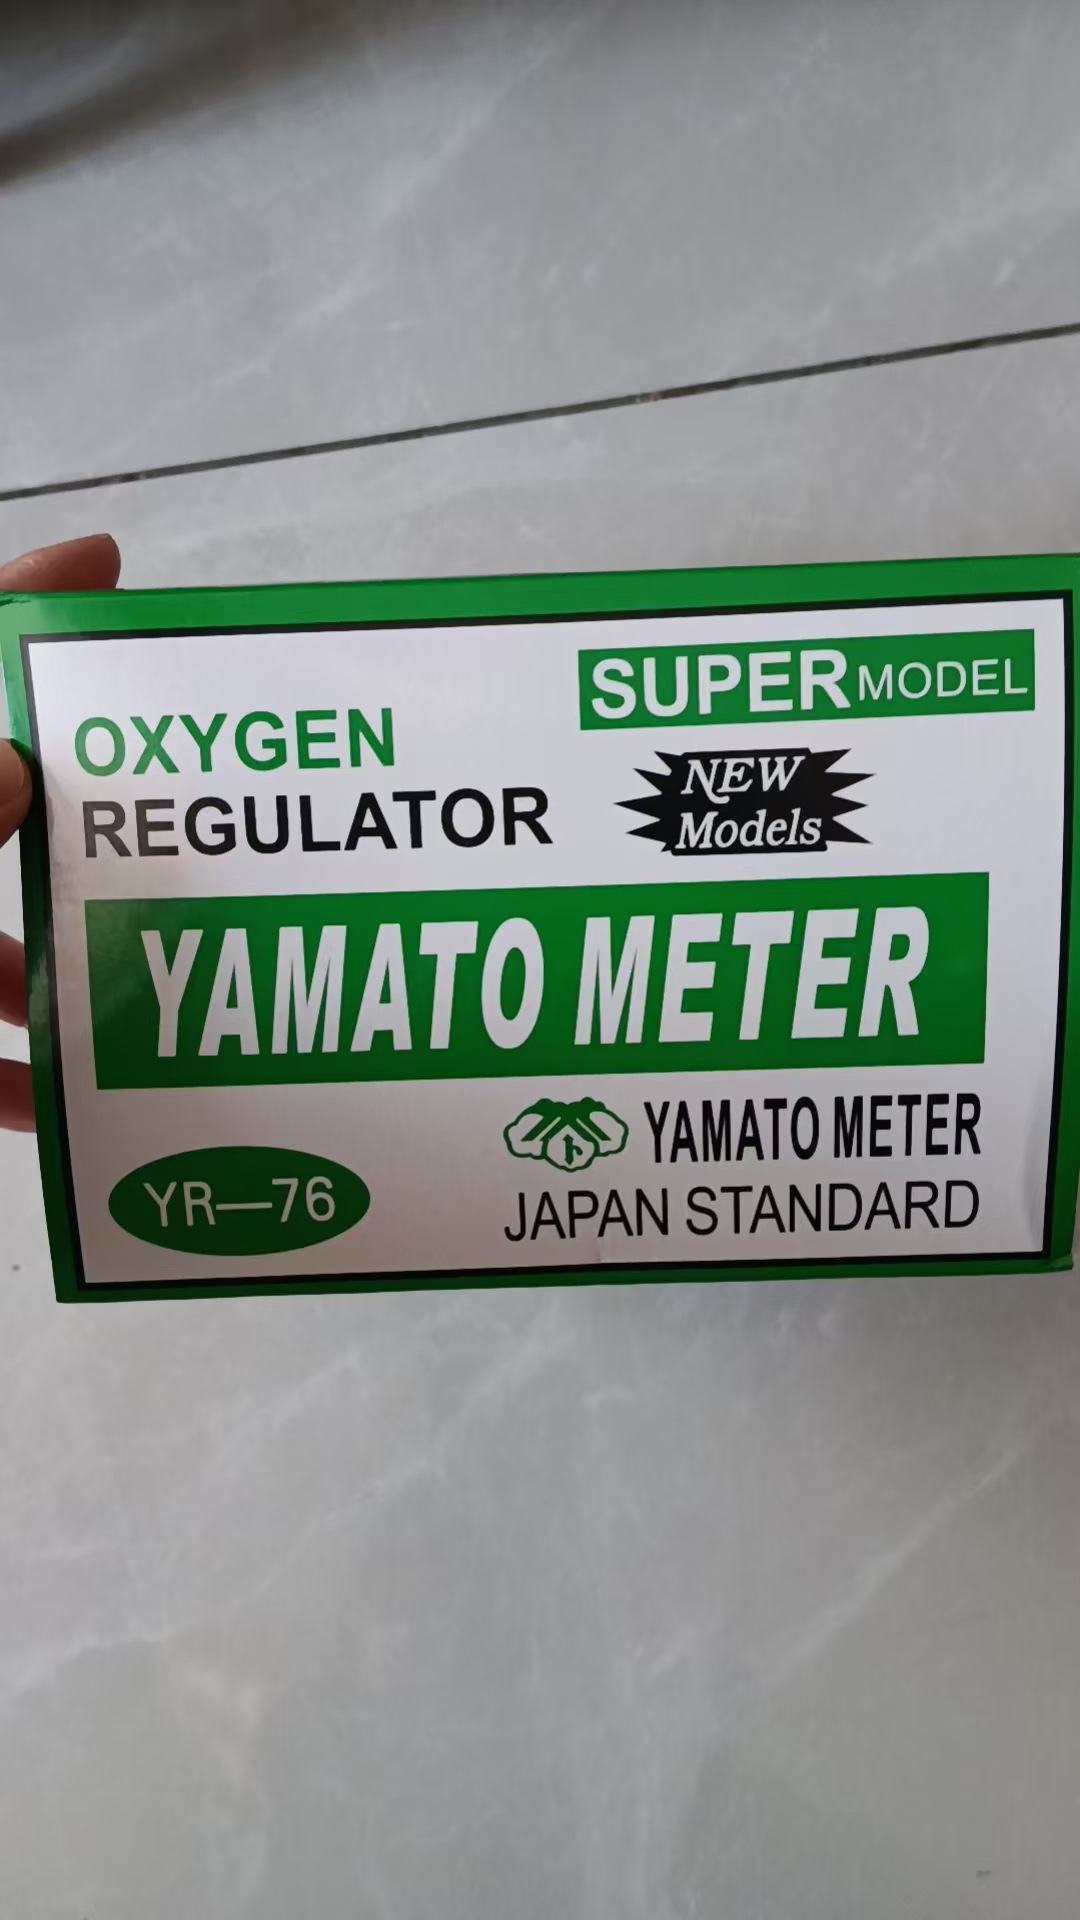 SUPER MODEL
OXYGEN
REGULATOR
NEW
Models
YAMATO METER
YAMATO METER
JAPAN STANDARD
YR—76